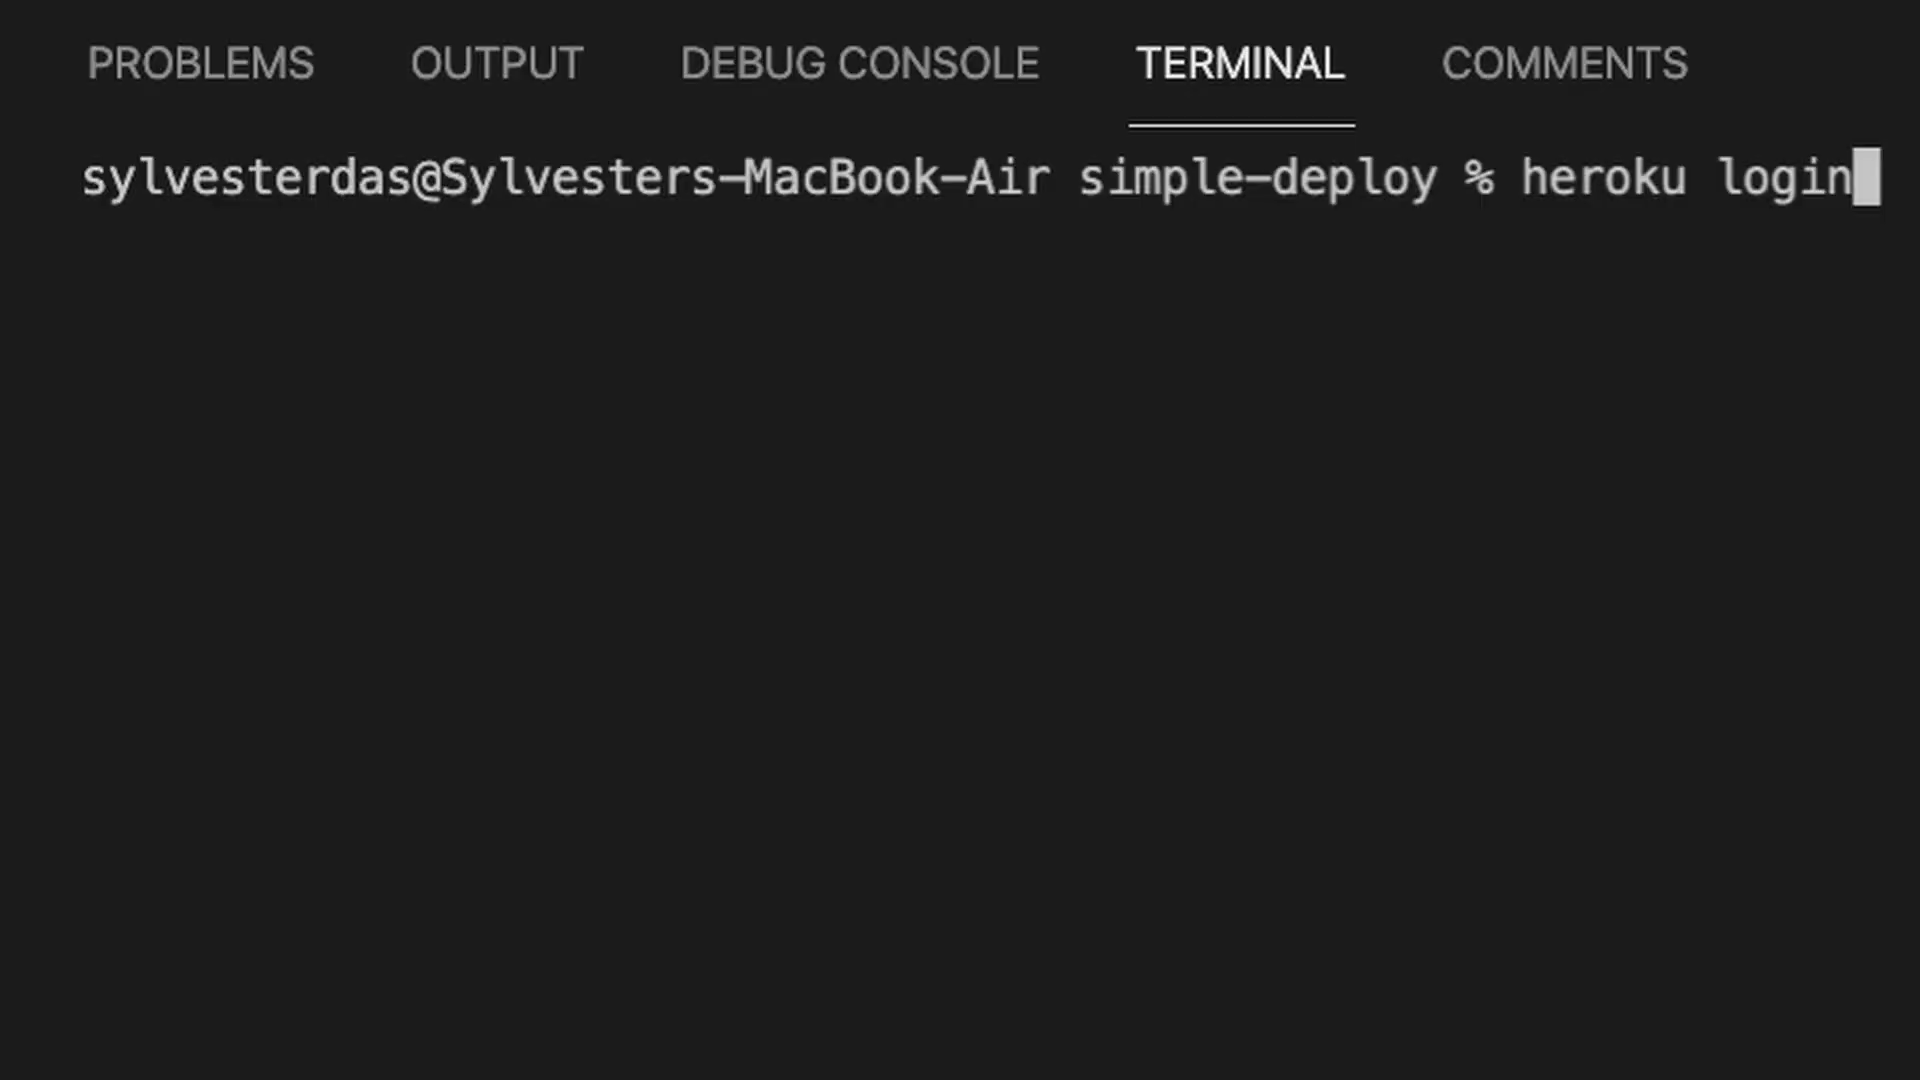 PROBLEMS OUTPUT DEBUG CONSOLE TERMINAL COMMENTS
sylvesterdas@Sylvesters-MacBook-Air simple-deploy % heroku login